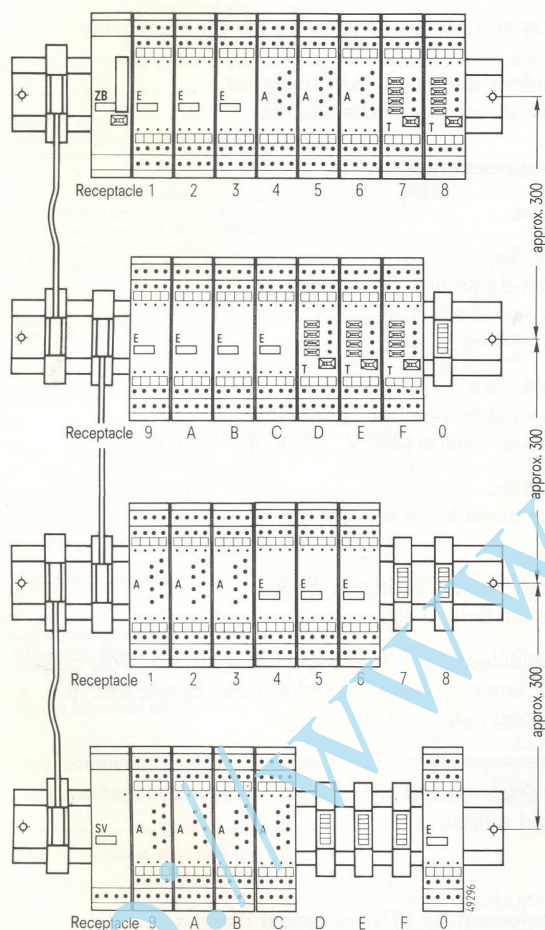 ZB E E E A A A T T
Receptacle 1 2 3 4 5 6 7 8
approx. 300
E E E E T T T
Receptacle 9 A B C D E F 0
approx. 300
A A A E E E
Receptacle 1 2 3 4 5 6 7 8
approx. 300
SV A A A A E
49296
Receptacle 9 A B C D E 0
://www